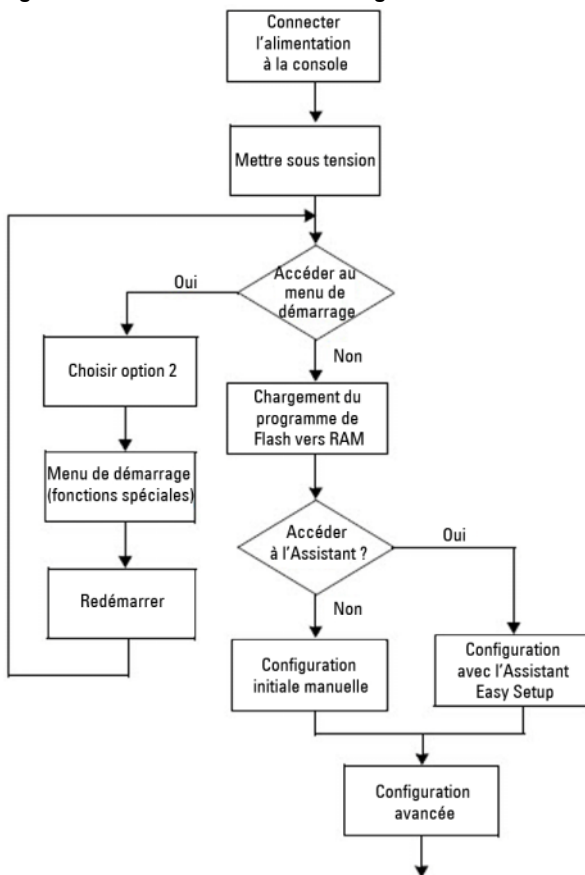 Connecter
l'alimentation
à la console
Mettre sous tension
Accéder au
menu de
démarrage
Oui
Non
Choisir option 2
Menu de démarrage
(fonctions spéciales)
Redémarrer
Chargement du
programme de
Flash vers RAM
Accéder
à l'Assistant ?
Oui
Non
Configuration
initiale manuelle
Configuration
avec l'Assistant
Easy Setup
Configuration
avancée